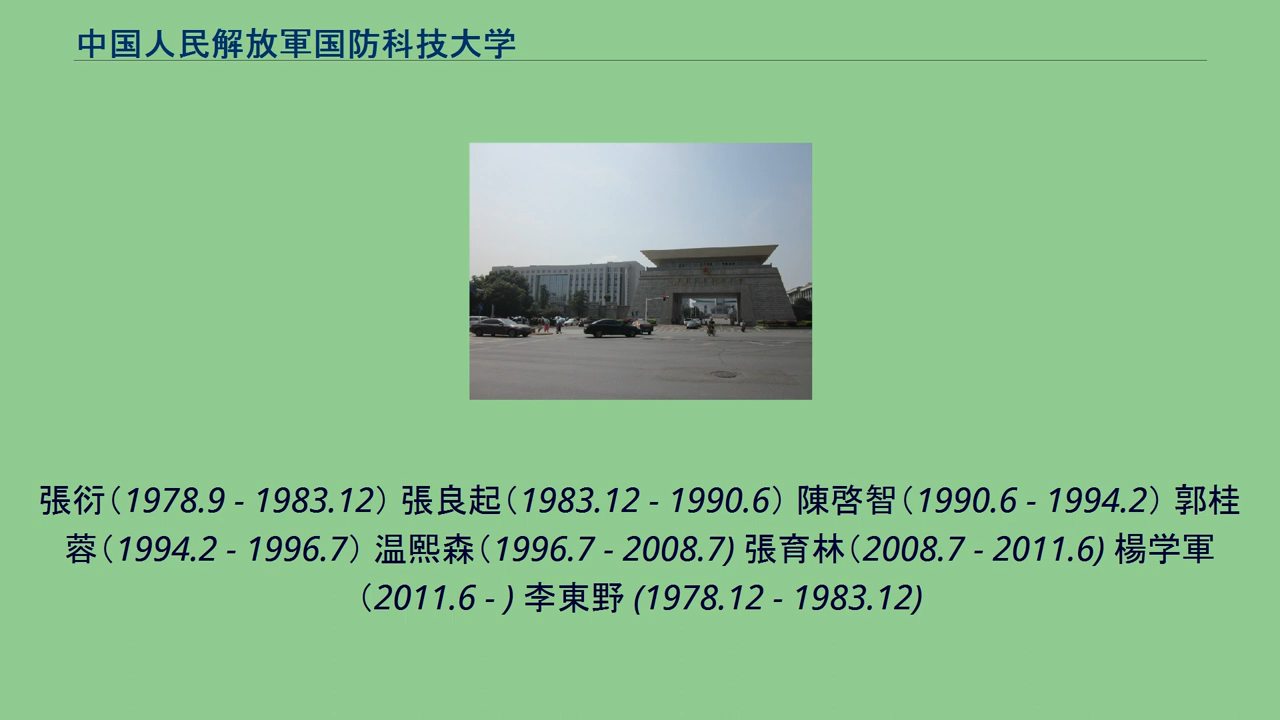 中国人民解放軍国防科技大学
張衍（1978.9 - 1983.12） 張良起（1983.12 - 1990.6） 陳啓智（1990.6 - 1994.2） 郭桂
蓉（1994.2 - 1996.7） 温熙森（1996.7 - 2008.7) 張育林（2008.7 - 2011.6) 楊学軍
（2011.6 - ) 李東野 (1978.12 - 1983.12)